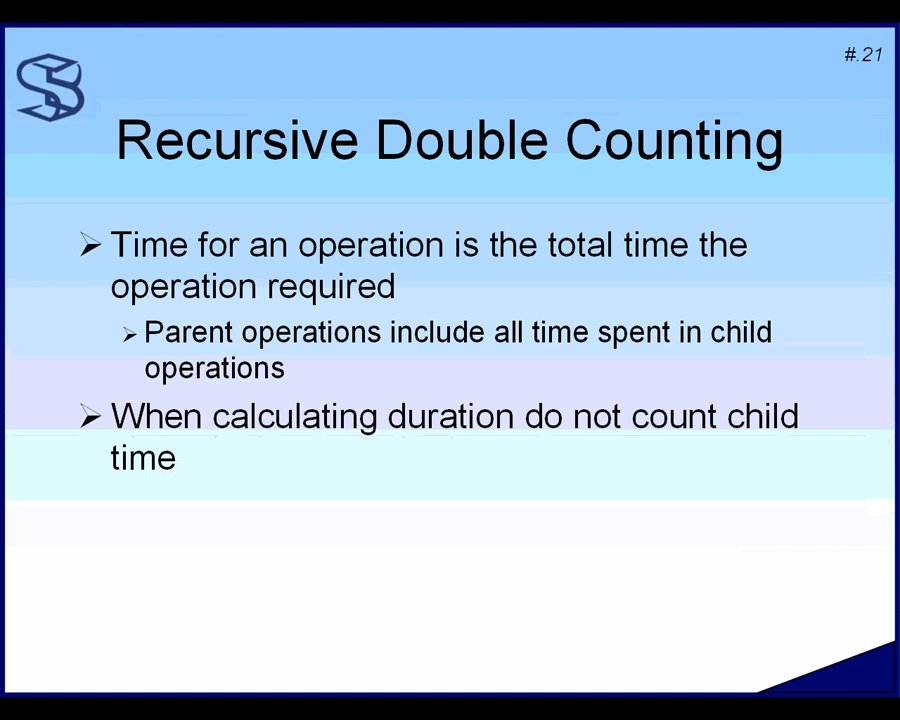 #.21
Recursive Double Counting
Time for an operation is the total time the
operation required
Parent operations include all time spent in child
operations
When calculating duration do not count child
time